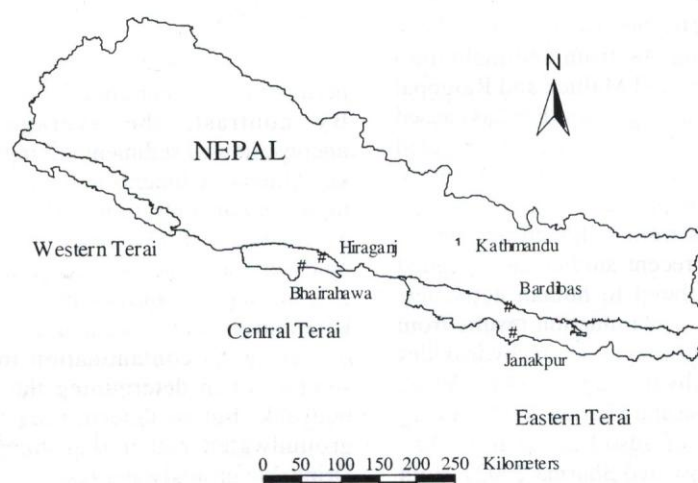 N
NEPAL
Western Terai
Hiraganj
1 Kathmandu
#
#
Bhairahawa
Bardibas
#
Central Terai
#
Janakpur
Eastern Terai
0 50 100 150 200 250 Kilometers